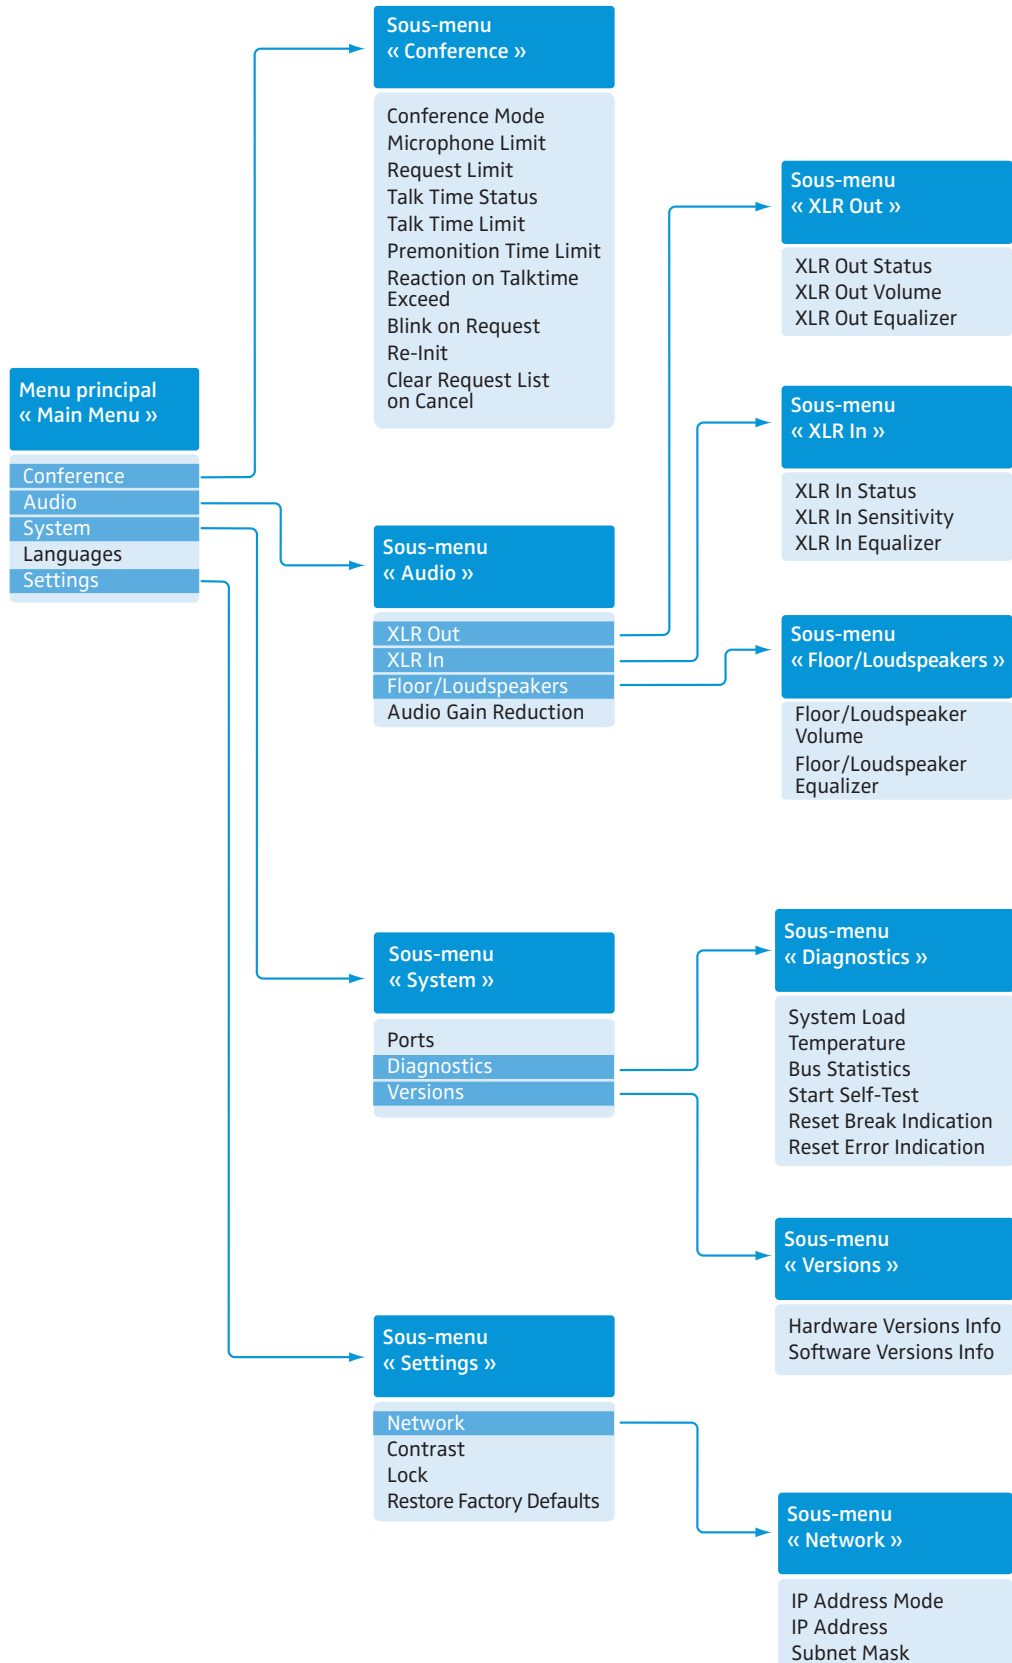 Menu principal
« Main Menu »
Conference
Audio
System
Languages
Settings
Sous-menu
« Conference »
Conference Mode
Microphone Limit
Request Limit
Talk Time Status
Talk Time Limit
Premonition Time Limit
Reaction on Talktime
Exceed
Blink on Request
Re-Init
Clear Request List
on Cancel
Sous-menu
« Audio »
XLR Out
XLR In
Floor/Loudspeakers
Audio Gain Reduction
Sous-menu
« XLR Out »
XLR Out Status
XLR Out Volume
XLR Out Equalizer
Sous-menu
« XLR In »
XLR In Status
XLR In Sensitivity
XLR In Equalizer
Sous-menu
« Floor/Loudspeakers »
Floor/Loudspeaker
Volume
Floor/Loudspeaker
Equalizer
Sous-menu
« System »
Ports
Diagnostics
Versions
Sous-menu
« Diagnostics »
System Load
Temperature
Bus Statistics
Start Self-Test
Reset Break Indication
Reset Error Indication
Sous-menu
« Versions »
Hardware Versions Info
Software Versions Info
Sous-menu
« Settings »
Network
Contrast
Lock
Restore Factory Defaults
Sous-menu
« Network »
IP Address Mode
IP Address
Subnet Mask